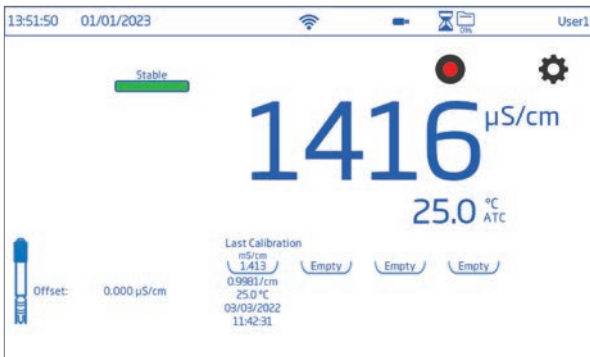 13:51:50 01/01/2023 0% User1
Stable
1416 µS/cm
25.0 °C
ATC
Last Calibration
mS/cm
1.413 Empty Empty Empty
0.9981/cm
Offset: 0.000 µS/cm
25.0 °C
03/03/2022
11:42:31